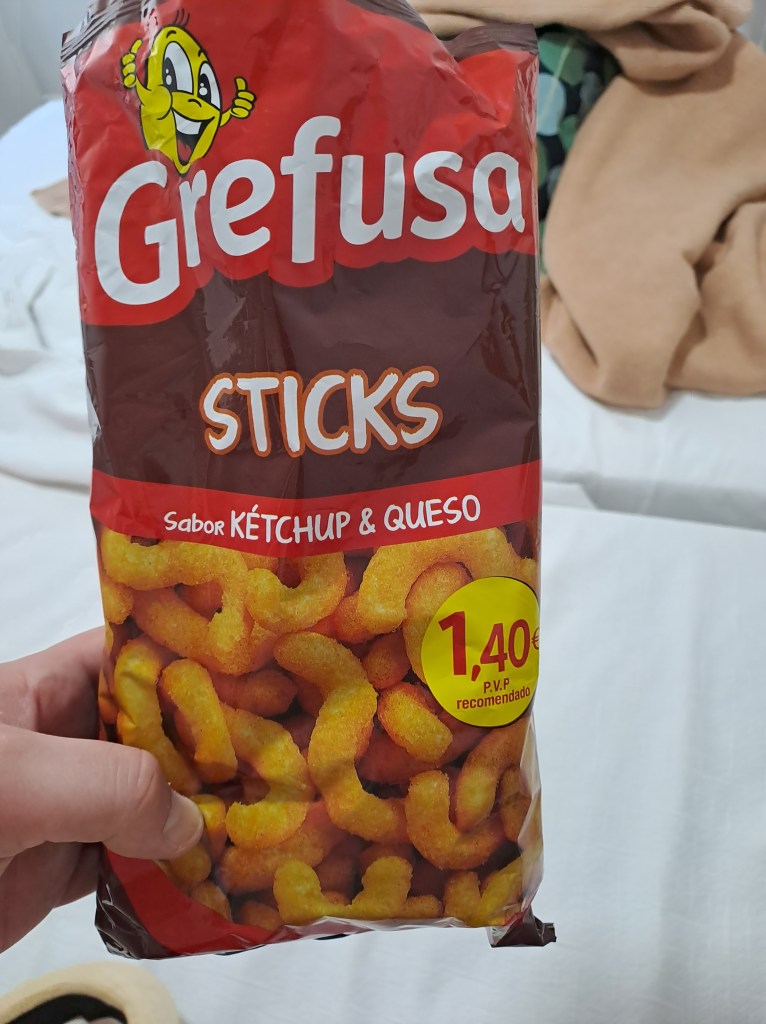 Grefusa
STICKS
Sabor KÉTCHUP & QUESO
1,40€
P.V.P
recomendado